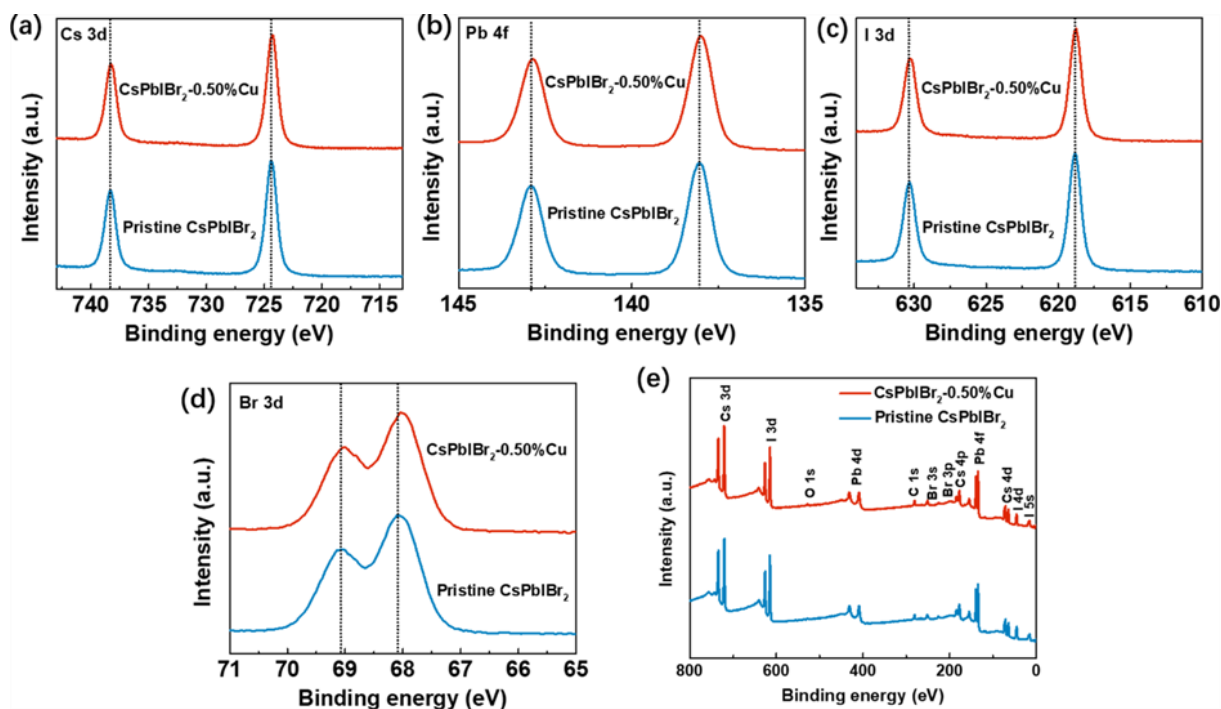 (a)
Cs 3d
CsPbIBr₂-0.50%Cu
Pristine CsPbIBr₂
Intensity (a.u.)
740 735 730 725 720 715
Binding energy (eV)
(b)
Pb 4f
CsPbIBr₂-0.50%Cu
Pristine CsPbIBr₂
Intensity (a.u.)
145 140 135
Binding energy (eV)
(c)
I 3d
CsPbIBr₂-0.50%Cu
Pristine CsPbIBr₂
Intensity (a.u.)
630 625 620 615 610
Binding energy (eV)
(d)
Br 3d
CsPbIBr₂-0.50%Cu
Pristine CsPbIBr₂
Intensity (a.u.)
71 70 69 68 67 66 65
Binding energy (eV)
(e)
CsPbIBr₂-0.50%Cu
Pristine CsPbIBr₂
Cs 3d
I 3d
O 1s
Pb 4d
C 1s
Br 3s
Br 3p
Cs 4p
Pb 4f
Cs 4d
I 4d
I 5s
Intensity (a.u.)
800 600 400 200 0
Binding energy (eV)